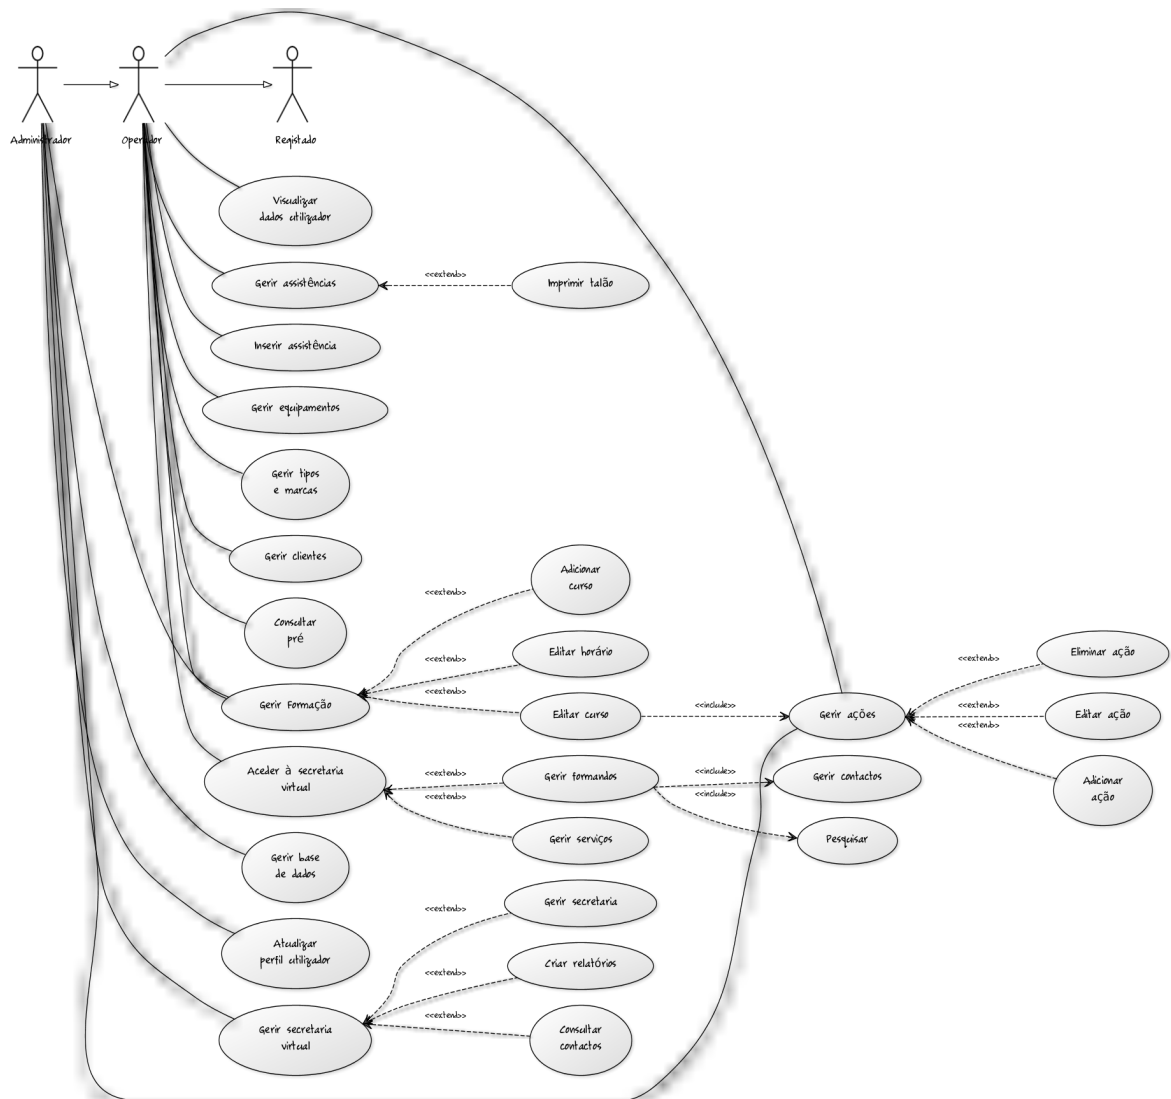 Administrador
Operador
Registado
Visualizar
dados utilizador
Gerir assistências
<<extend>>
Imprimir talão
Inserir assistência
Gerir equipamentos
Gerir tipos
e marcas
Gerir clientes
Consultar
pré
Adicionar
curso
<<extend>>
Editar horário
<<extend>>
<<extend>>
Gerir formação
Editar curso
<<include>>
Gerir ações
Eliminar ação
<<extend>>
<<extend>>
Editar ação
<<extend>>
Adicionar
ação
Aceder à secretaria
virtual
<<extend>>
<<extend>>
Gerir formandos
<<include>>
<<include>>
Gerir contactos
Gerir serviços
Pesquisar
Gerir base
de dados
Gerir secretaria
<<extend>>
Atualizar
perfil utilizador
Criar relatórios
<<extend>>
<<extend>>
Gerir secretaria
virtual
Consultar
contactos